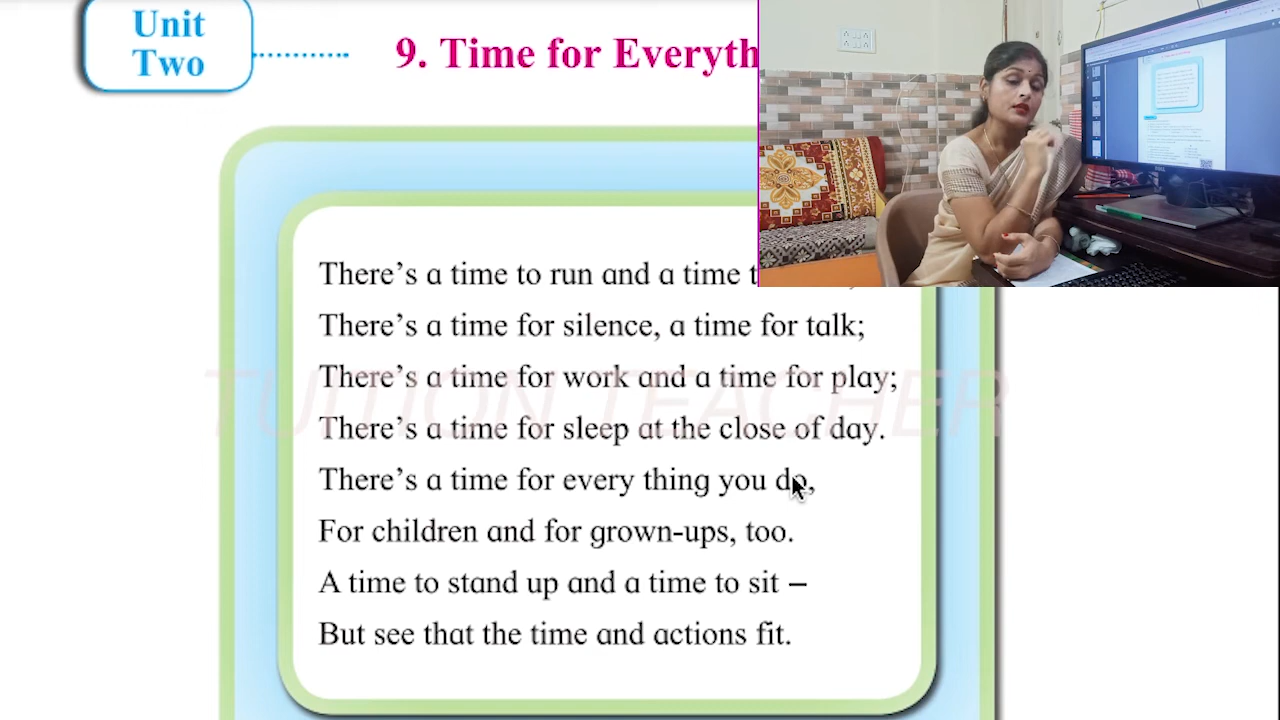 Unit
Two
9. Time for Everyth
There's a time to run and a time t
There's a time for silence, a time for talk;
There's a time for work and a time for play;
There's a time for sleep at the close of day.
There's a time for every thing you do,
For children and for grown-ups, too.
A time to stand up and a time to sit –
But see that the time and actions fit.
TUITION TEACHER